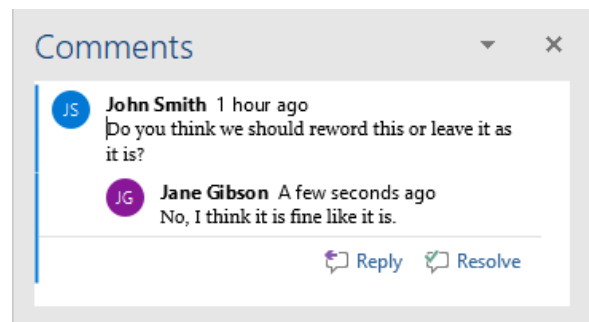 Comments
JS
John Smith 1 hour ago
Do you think we should reword this or leave it as
it is?
JG
Jane Gibson A few seconds ago
No, I think it is fine like it is.
Reply Resolve